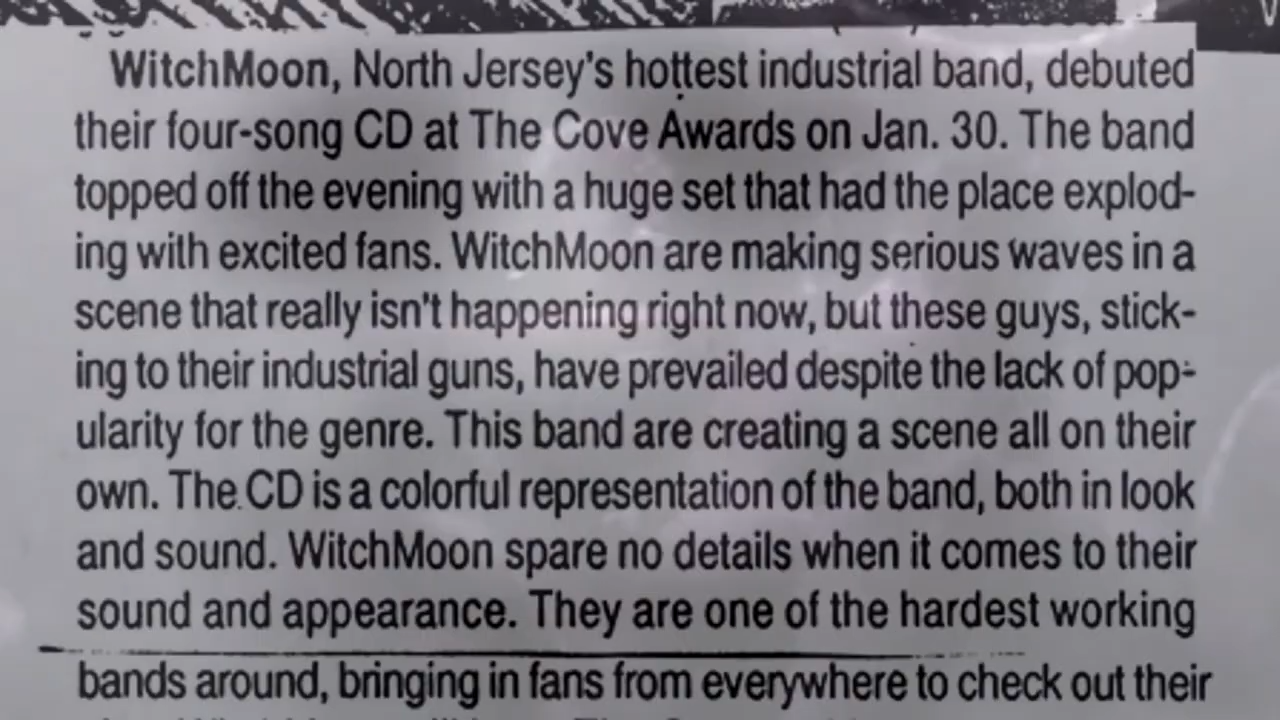 WitchMoon, North Jersey's hottest industrial band, debuted
their four-song CD at The Cove Awards on Jan. 30. The band
topped off the evening with a huge set that had the place explod-
ing with excited fans. WitchMoon are making serious waves in a
scene that really isn't happening right now, but these guys, stick-
ing to their industrial guns, have prevailed despite the lack of pop-
ularity for the genre. This band are creating a scene all on their
own. The CD is a colorful representation of the band, both in look
and sound. WitchMoon spare no details when it comes to their
sound and appearance. They are one of the hardest working
bands around, bringing in fans from everywhere to check out their